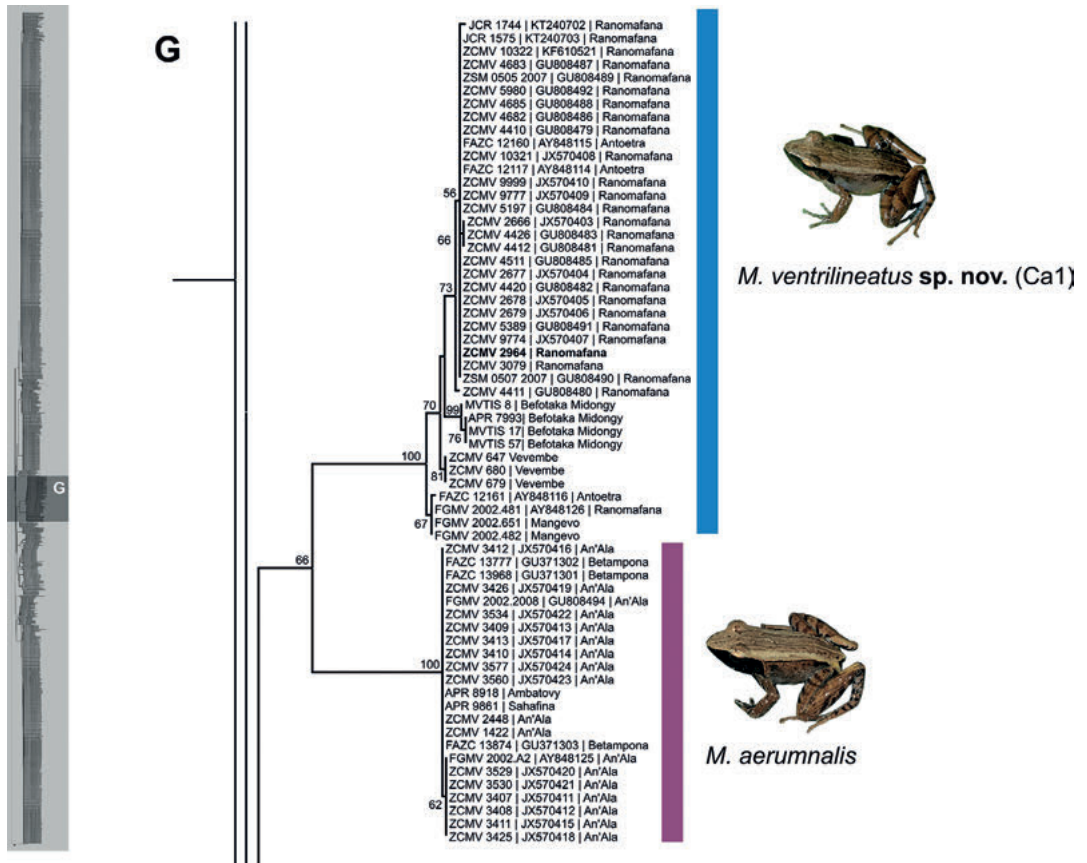 G
G
JCR 1744 | KT240702 | Ranomafana
JCR 1575 | KT240703 | Ranomafana
ZCMV 10322 | KF610521 | Ranomafana
ZCMV 4683 | GU808487 | Ranomafana
ZSM 0505 2007 | GU808489 | Ranomafana
ZCMV 5980 | GU808492 | Ranomafana
ZCMV 4685 | GU808488 | Ranomafana
ZCMV 4682 | GU808486 | Ranomafana
ZCMV 4410 | GU808479 | Ranomafana
FAZC 12160 | AY848115 | Antoetra
ZCMV 10321 | JX570408 | Ranomafana
FAZC 12117 | AY848114 | Antoetra
ZCMV 9999 | JX570410 | Ranomafana
ZCMV 9777 | JX570409 | Ranomafana
56
ZCMV 5197 | GU808484 | Ranomafana
ZCMV 2666 | JX570403 | Ranomafana
ZCMV 4426 | GU808483 | Ranomafana
66
ZCMV 4412 | GU808481 | Ranomafana
ZCMV 4511 | GU808485 | Ranomafana
ZCMV 2677 | JX570404 | Ranomafana
M. ventrilineatus sp. nov. (Ca1)
73
ZCMV 4420 | GU808482 | Ranomafana
ZCMV 2678 | JX570405 | Ranomafana
ZCMV 2679 | JX570406 | Ranomafana
ZCMV 5389 | GU808491 | Ranomafana
ZCMV 9774 | JX570407 | Ranomafana
ZCMV 2964 | Ranomafana
ZCMV 3079 | Ranomafana
ZSM 0507 2007 | GU808490 | Ranomafana
ZCMV 4411 | GU808480 | Ranomafana
70
99
MVTIS 8 | Befotaka Midongy
APR 7993| Befotaka Midongy
MVTIS 17| Befotaka Midongy
76
MVTIS 57| Befotaka Midongy
100
ZCMV 647 Vevembe
ZCMV 680 | Vevembe
81
ZCMV 679 | Vevembe
FAZC 12161 | AY848116 | Antoetra
FGMV 2002.481 | AY848126 | Ranomafana
67
FGMV 2002.651 | Mangevo
FGMV 2002.482 | Mangevo
66
ZCMV 3412 | JX570416 | An'Ala
FAZC 13777 | GU371302 | Betampona
FAZC 13968 | GU371301 | Betampona
ZCMV 3426 | JX570419 | An'Ala
FGMV 2002.2008 | GU808494 | An'Ala
ZCMV 3534 | JX570422 | An'Ala
ZCMV 3409 | JX570413 | An'Ala
ZCMV 3413 | JX570417 | An'Ala
ZCMV 3410 | JX570414 | An'Ala
100
ZCMV 3577 | JX570424 | An'Ala
ZCMV 3560 | JX570423 | An'Ala
APR 8918 | Ambatovy
APR 9861 | Sahafina
ZCMV 2448 | An'Ala
ZCMV 1422 | An'Ala
FAZC 13874 | GU371303 | Betampona
M. aerumnalis
FGMV 2002.A2 | AY848125 | An'Ala
ZCMV 3529 | JX570420 | An'Ala
ZCMV 3530 | JX570421 | An'Ala
62
ZCMV 3407 | JX570411 | An'Ala
ZCMV 3408 | JX570412 | An'Ala
ZCMV 3411 | JX570415 | An'Ala
ZCMV 3425 | JX570418 | An'Ala